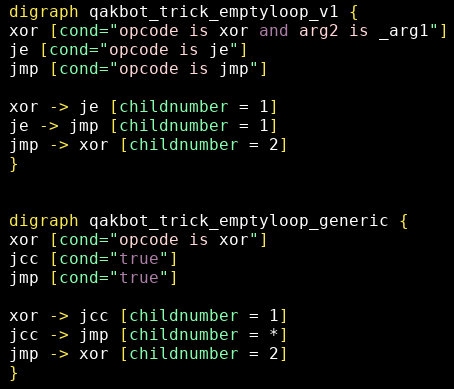 digraph qakbot_trick_emptyloop_v1 {
xor [cond="opcode is xor and arg2 is _arg1"]
je [cond="opcode is je"]
jmp [cond="opcode is jmp"]
xor -> je [childnumber = 1]
je -> jmp [childnumber = 1]
jmp -> xor [childnumber = 2]
}
digraph qakbot_trick_emptyloop_generic {
xor [cond="opcode is xor"]
jcc [cond="true"]
jmp [cond="true"]
xor -> jcc [childnumber = 1]
jcc -> jmp [childnumber = *]
jmp -> xor [childnumber = 2]
}